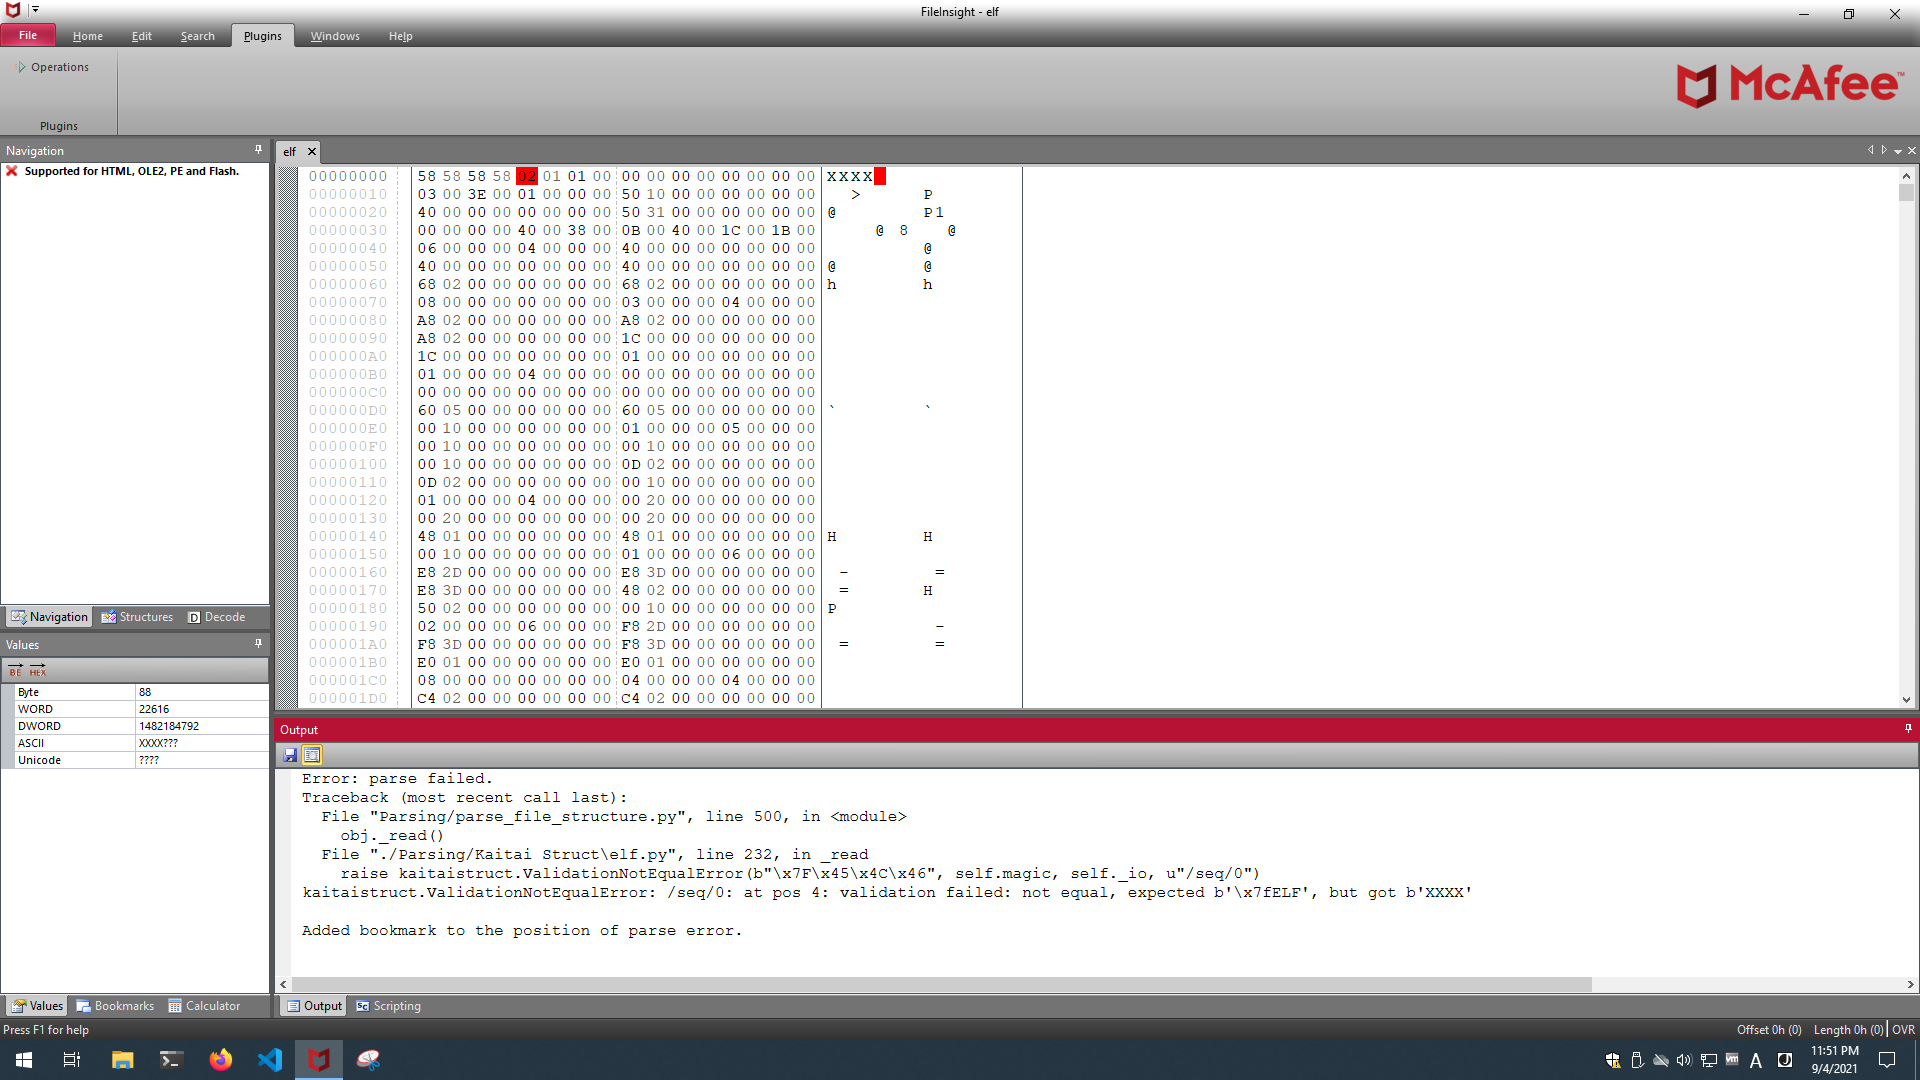 FileInsight - elf
File Home Edit Search Plugins Windows Help
Operations
Plugins
McAfee™
Navigation
Supported for HTML, OLE2, PE and Flash.
elf
00000000 58 58 58 58 02 01 01 00 00 00 00 00 00 00 00 00 XXXX
00000010 03 00 3E 00 01 00 00 00 50 10 00 00 00 00 00 00 > P
00000020 40 00 00 00 00 00 00 00 50 31 00 00 00 00 00 00 @ P1
00000030 00 00 00 00 40 00 38 00 0B 00 40 00 1C 00 1B 00 @ 8 @
00000040 06 00 00 00 04 00 00 00 40 00 00 00 00 00 00 00 @
00000050 40 00 00 00 00 00 00 00 40 00 00 00 00 00 00 00 @ @
00000060 68 02 00 00 00 00 00 00 68 02 00 00 00 00 00 00 h h
00000070 08 00 00 00 00 00 00 00 03 00 00 00 04 00 00 00
00000080 A8 02 00 00 00 00 00 00 A8 02 00 00 00 00 00 00
00000090 A8 02 00 00 00 00 00 00 1C 00 00 00 00 00 00 00
000000A0 1C 00 00 00 00 00 00 00 01 00 00 00 00 00 00 00
000000B0 01 00 00 00 04 00 00 00 00 00 00 00 00 00 00 00
000000C0 00 00 00 00 00 00 00 00 00 00 00 00 00 00 00 00
000000D0 60 05 00 00 00 00 00 00 60 05 00 00 00 00 00 00 ` `
000000E0 00 10 00 00 00 00 00 00 01 00 00 00 05 00 00 00
000000F0 00 10 00 00 00 00 00 00 00 10 00 00 00 00 00 00
00000100 00 10 00 00 00 00 00 00 0D 02 00 00 00 00 00 00
00000110 0D 02 00 00 00 00 00 00 00 10 00 00 00 00 00 00
00000120 01 00 00 00 04 00 00 00 00 20 00 00 00 00 00 00
00000130 00 20 00 00 00 00 00 00 00 20 00 00 00 00 00 00
00000140 48 01 00 00 00 00 00 00 48 01 00 00 00 00 00 00 H H
00000150 00 10 00 00 00 00 00 00 01 00 00 00 06 00 00 00
00000160 E8 2D 00 00 00 00 00 00 E8 3D 00 00 00 00 00 00 - =
00000170 E8 3D 00 00 00 00 00 00 48 02 00 00 00 00 00 00 = H
00000180 50 02 00 00 00 00 00 00 00 10 00 00 00 00 00 00 P
00000190 02 00 00 00 06 00 00 00 F8 2D 00 00 00 00 00 00 -
000001A0 F8 3D 00 00 00 00 00 00 F8 3D 00 00 00 00 00 00 = =
000001B0 E0 01 00 00 00 00 00 00 E0 01 00 00 00 00 00 00
000001C0 08 00 00 00 00 00 00 00 04 00 00 00 04 00 00 00
000001D0 C4 02 00 00 00 00 00 00 C4 02 00 00 00 00 00 00
Navigation Structures Decode
Values
BE HEX
Byte 88
WORD 22616
DWORD 1482184792
ASCII XXXX???
Unicode ????
Output
Error: parse failed.
Traceback (most recent call last):
File "Parsing/parse_file_structure.py", line 500, in <module>
obj._read()
File "./Parsing/Kaitai Struct\elf.py", line 232, in _read
raise kaitaistruct.ValidationNotEqualError(b"\x7F\x45\x4C\x46", self.magic, self._io, u"/seq/0")
kaitaistruct.ValidationNotEqualError: /seq/0: at pos 4: validation failed: not equal, expected b'\x7fELF', but got b'XXXX'
Added bookmark to the position of parse error.
Values Bookmarks Calculator
Output Scripting
Press F1 for help
Offset 0h (0) Length 0h (0) OVR
A
11:51 PM
9/4/2021